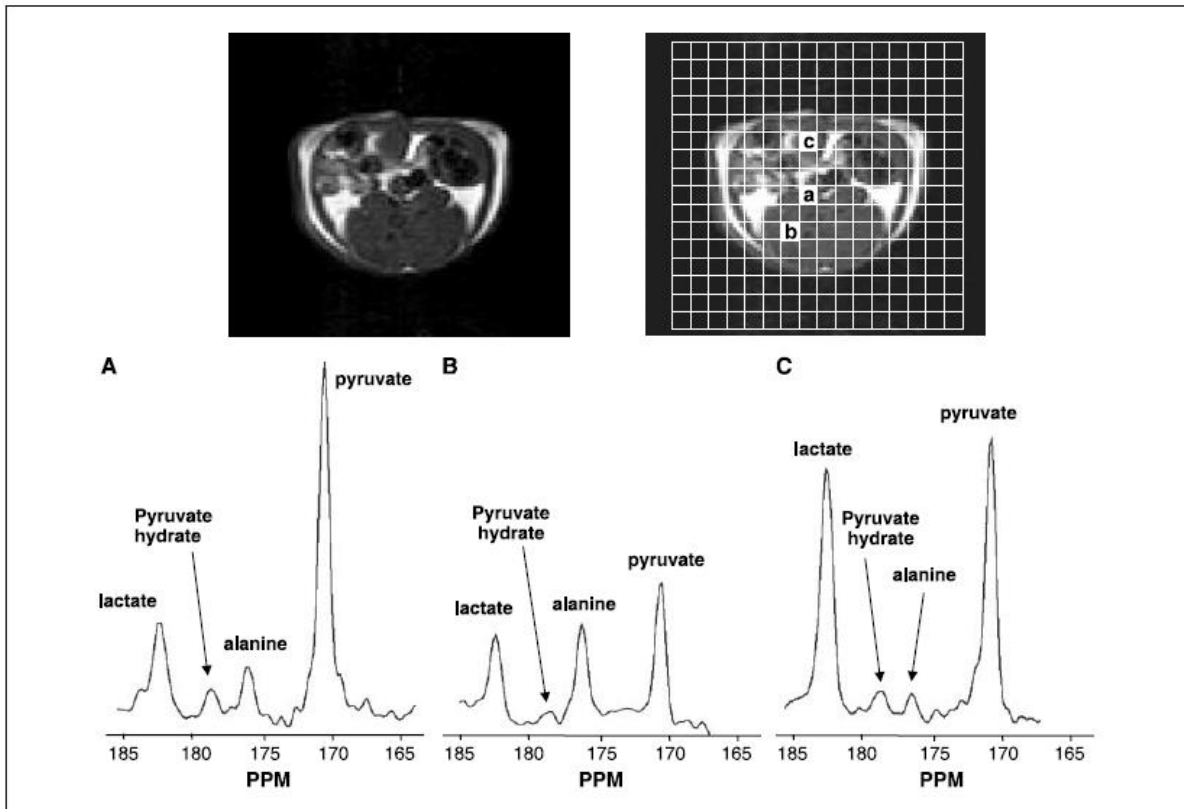 c
a
b
A
pyruvate
Pyruvate
hydrate
lactate
alanine
185 180 175 170 165
PPM
B
Pyruvate
hydrate
pyruvate
lactate
alanine
185 180 175 170 165
PPM
C
pyruvate
lactate
Pyruvate
hydrate
alanine
185 180 175 170 165
PPM